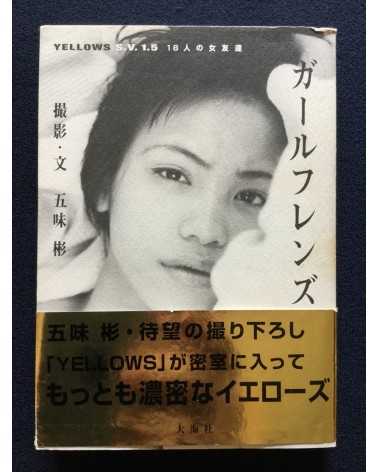 YELLOWS S.V. 1.5 16人の女友達
ガールフレンズ
撮影・文 五味 彬
五味 彬・待望の撮り下ろし
「YELLOWS」が密室に入って
もっとも濃密なイエローズ
大海社